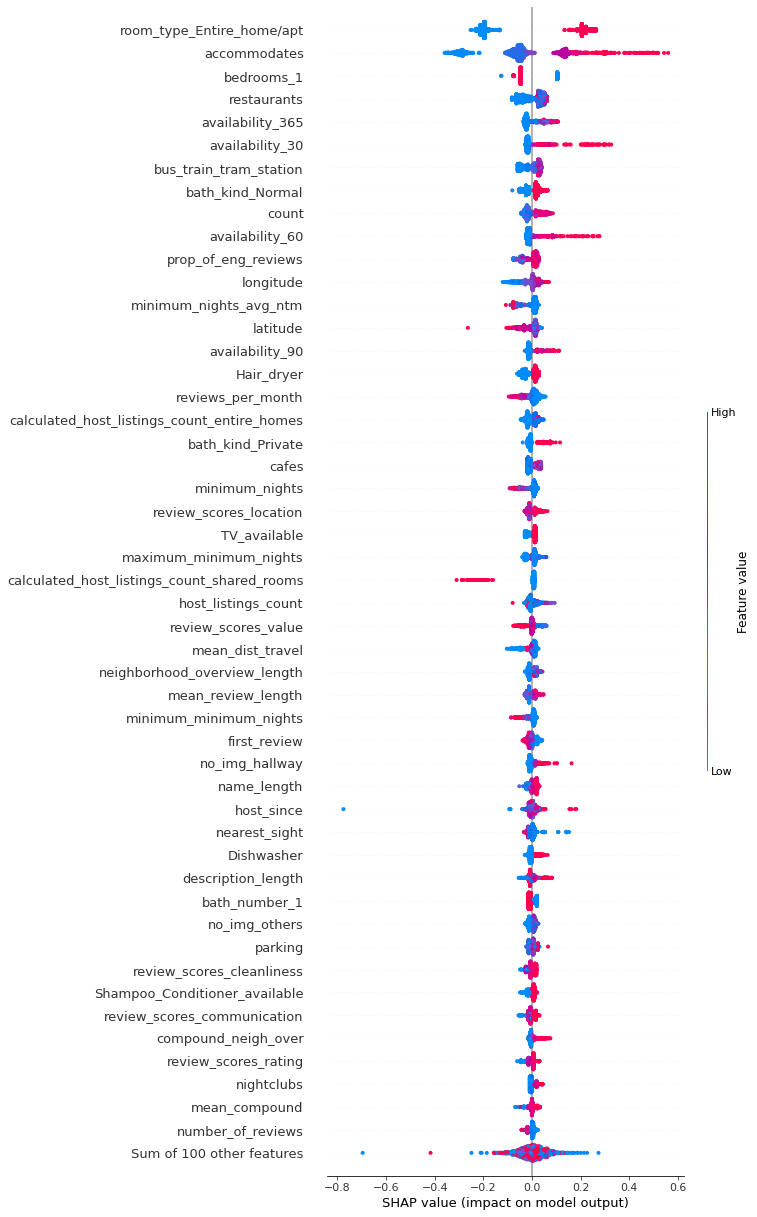 room_type_Entire_home/apt
accommodates
bedrooms_1
restaurants
availability_365
availability_30
bus_train_tram_station
bath_kind_Normal
count
availability_60
prop_of_eng_reviews
longitude
minimum_nights_avg_ntm
latitude
availability_90
Hair_dryer
reviews_per_month
calculated_host_listings_count_entire_homes
bath_kind_Private
cafes
minimum_nights
review_scores_location
TV_available
maximum_minimum_nights
calculated_host_listings_count_shared_rooms
host_listings_count
review_scores_value
mean_dist_travel
neighborhood_overview_length
mean_review_length
minimum_minimum_nights
first_review
no_img_hallway
name_length
host_since
nearest_sight
Dishwasher
description_length
bath_number_1
no_img_others
parking
review_scores_cleanliness
Shampoo_Conditioner_available
review_scores_communication
compound_neigh_over
review_scores_rating
nightclubs
mean_compound
number_of_reviews
Sum of 100 other features
−0.8 −0.6 −0.4 −0.2 0.0 0.2 0.4 0.6
SHAP value (impact on model output)
High
Feature value
Low